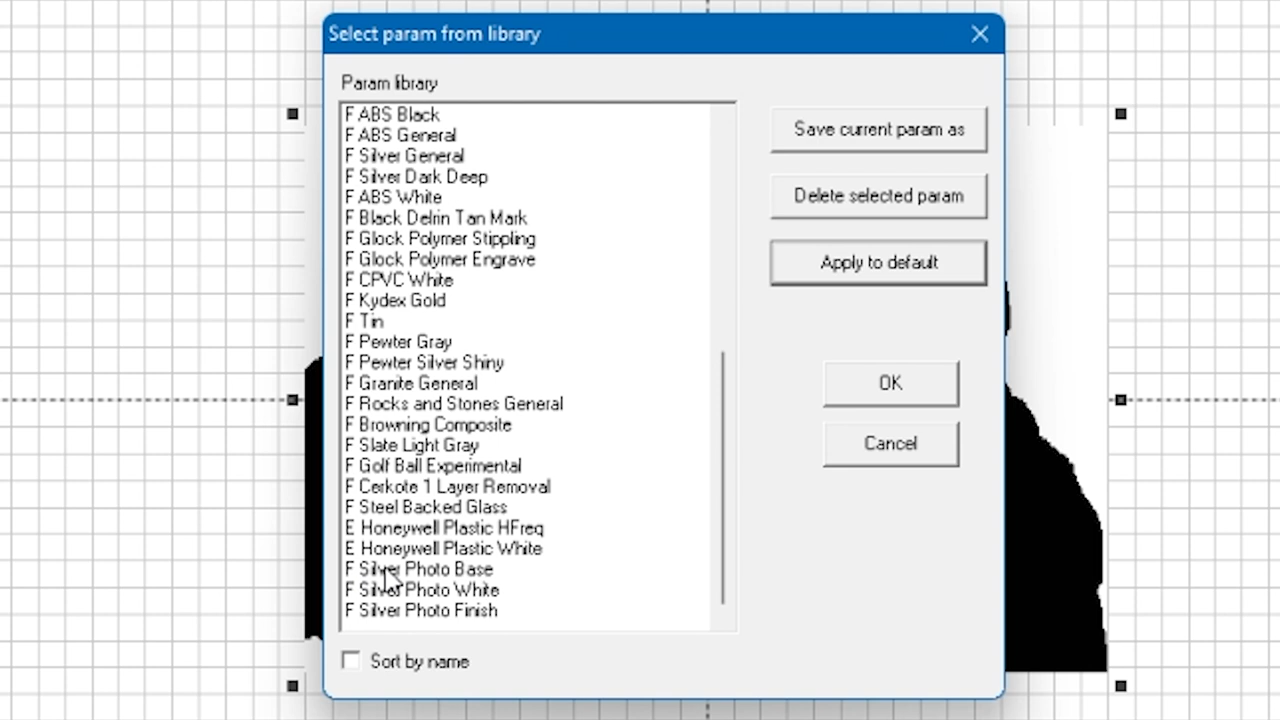 Select param from library
Param library
F ABS Black
F ABS General
F Silver General
F Silver Dark Deep
F ABS White
F Black Delrin Tan Mark
F Glock Polymer Stippling
F Glock Polymer Engrave
F CPVC White
F Kydex Gold
F Tin
F Pewter Gray
F Pewter Silver Shiny
F Granite General
F Rocks and Stones General
F Browning Composite
F Slate Light Gray
F Golf Ball Experimental
F Cerkote 1 Layer Removal
F Steel Backed Glass
E Honeywell Plastic HFreq
E Honeywell Plastic White
F Silver Photo Base
F Silver Photo White
F Silver Photo Finish
Sort by name
Save current param as
Delete selected param
Apply to default
OK
Cancel